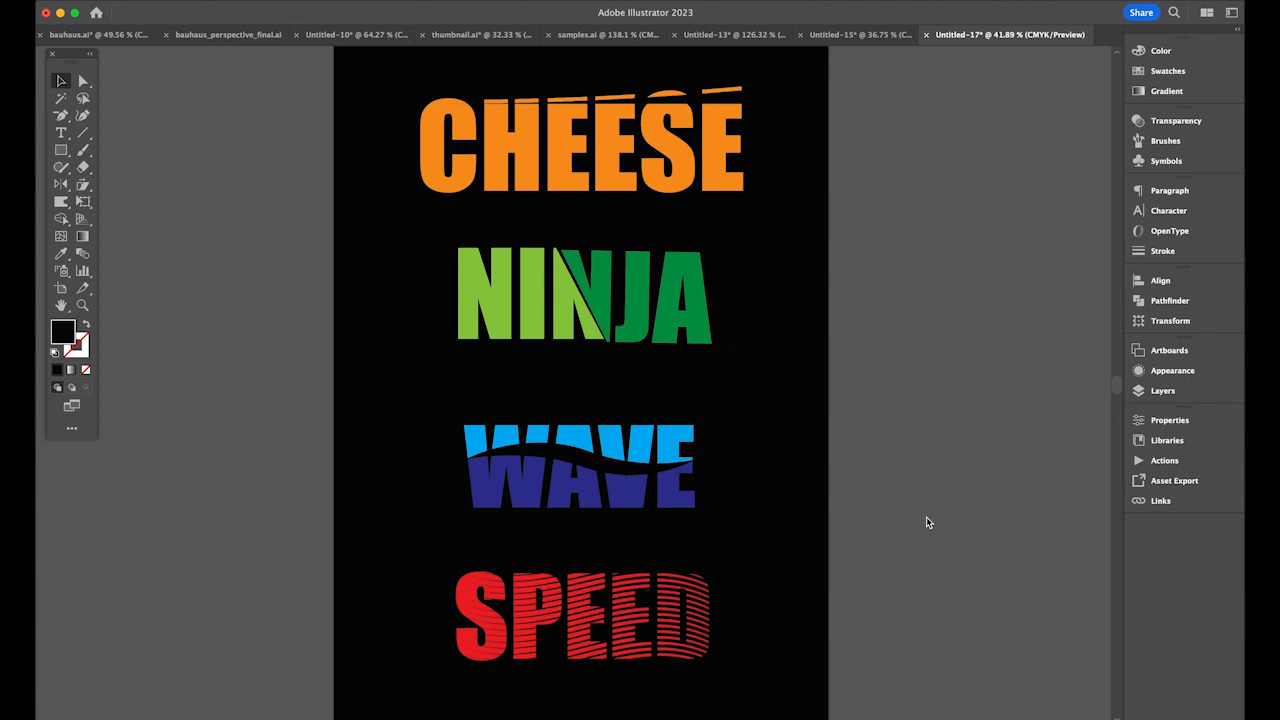 Adobe Illustrator 2023
Share
bauhaus.ai* @ 49.56 % (C...
bauhaus_perspective_final.ai
Untitled-10* @ 64.27 % (C...
thumbnail.ai* @ 32.33 % (...
samples.ai @ 138.1 % (CM...
Untitled-13* @ 126.32 % (...
Untitled-15* @ 36.75 % (C...
Untitled-17* @ 41.89 % (CMYK/Preview)
CHEESE
NINJA
WAVE
SPEED
Color
Swatches
Gradient
Transparency
Brushes
Symbols
Paragraph
Character
OpenType
Stroke
Align
Pathfinder
Transform
Artboards
Appearance
Layers
Properties
Libraries
Actions
Asset Export
Links